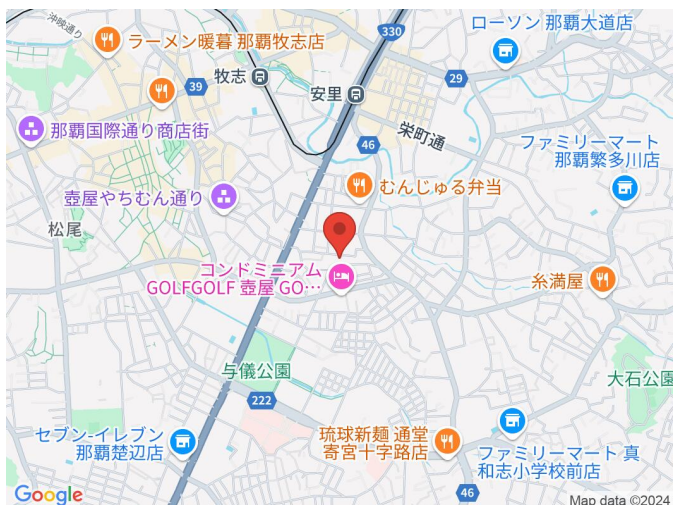 沖映通り
ラーメン暖暮 那覇牧志店
330
ローソン 那覇大道店
29
牧志
39
安里
栄町通
那覇国際通り商店街
46
ファミリーマート
那覇繁多川店
むんじゅる弁当
壺屋やちむん通り
松尾
コンドミニアム
GOLFGOLF 壺屋 GO…
糸満屋
与儀公園
222
大石公園
セブン-イレブン
那覇楚辺店
琉球新麺 通堂
寄宮十字路店
ファミリーマート 真
和志小学校前店
46
Google
Map data ©2024